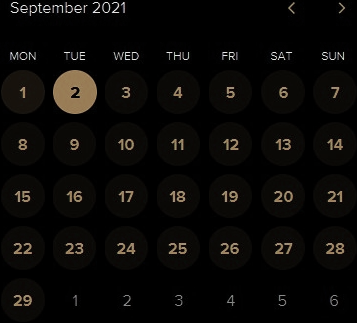 September 2021
MON TUE WED THU FRI SAT SUN
1 2 3 4 5 6 7
8 9 10 11 12 13 14
15 16 17 18 19 20 21
22 23 24 25 26 27 28
29 1 2 3 4 5 6